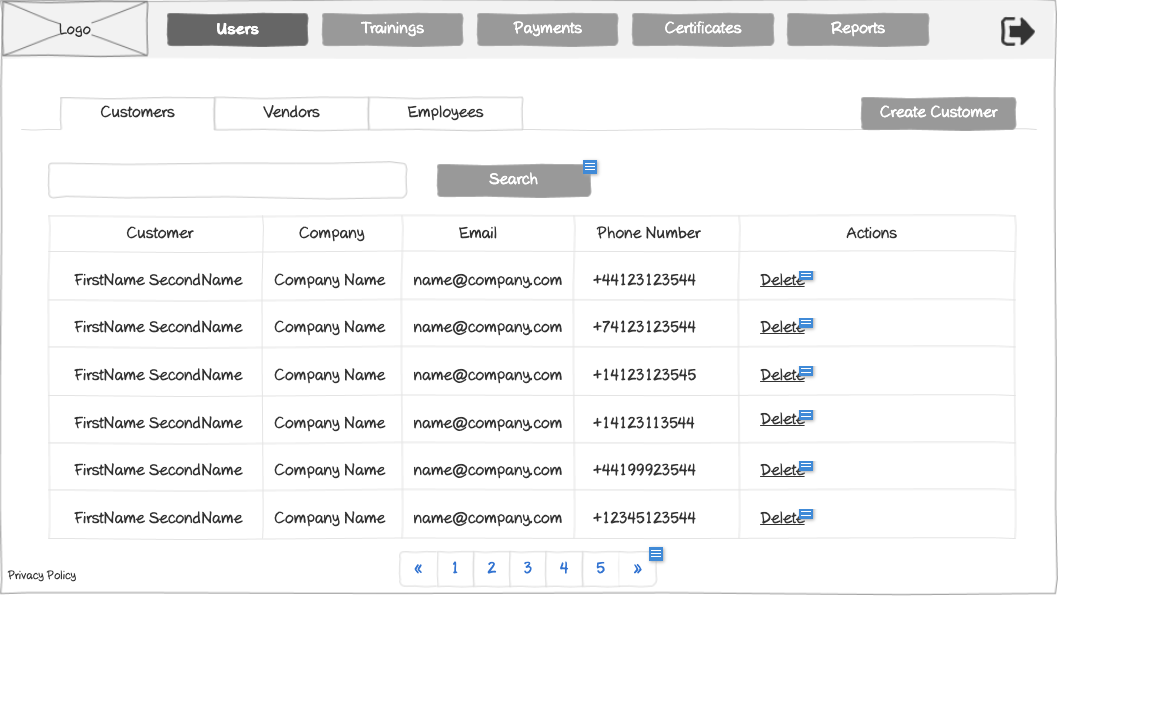 Logo
Users Trainings Payments Certificates Reports
Customers Vendors Employees Create Customer
Search
Customer Company Email Phone Number Actions
FirstName SecondName Company Name name@company.com +44123123544 Delete
FirstName SecondName Company Name name@company.com +74123123544 Delete
FirstName SecondName Company Name name@company.com +14123123545 Delete
FirstName SecondName Company Name name@company.com +14123113544 Delete
FirstName SecondName Company Name name@company.com +44199923544 Delete
FirstName SecondName Company Name name@company.com +12345123544 Delete
« 1 2 3 4 5 »
Privacy Policy